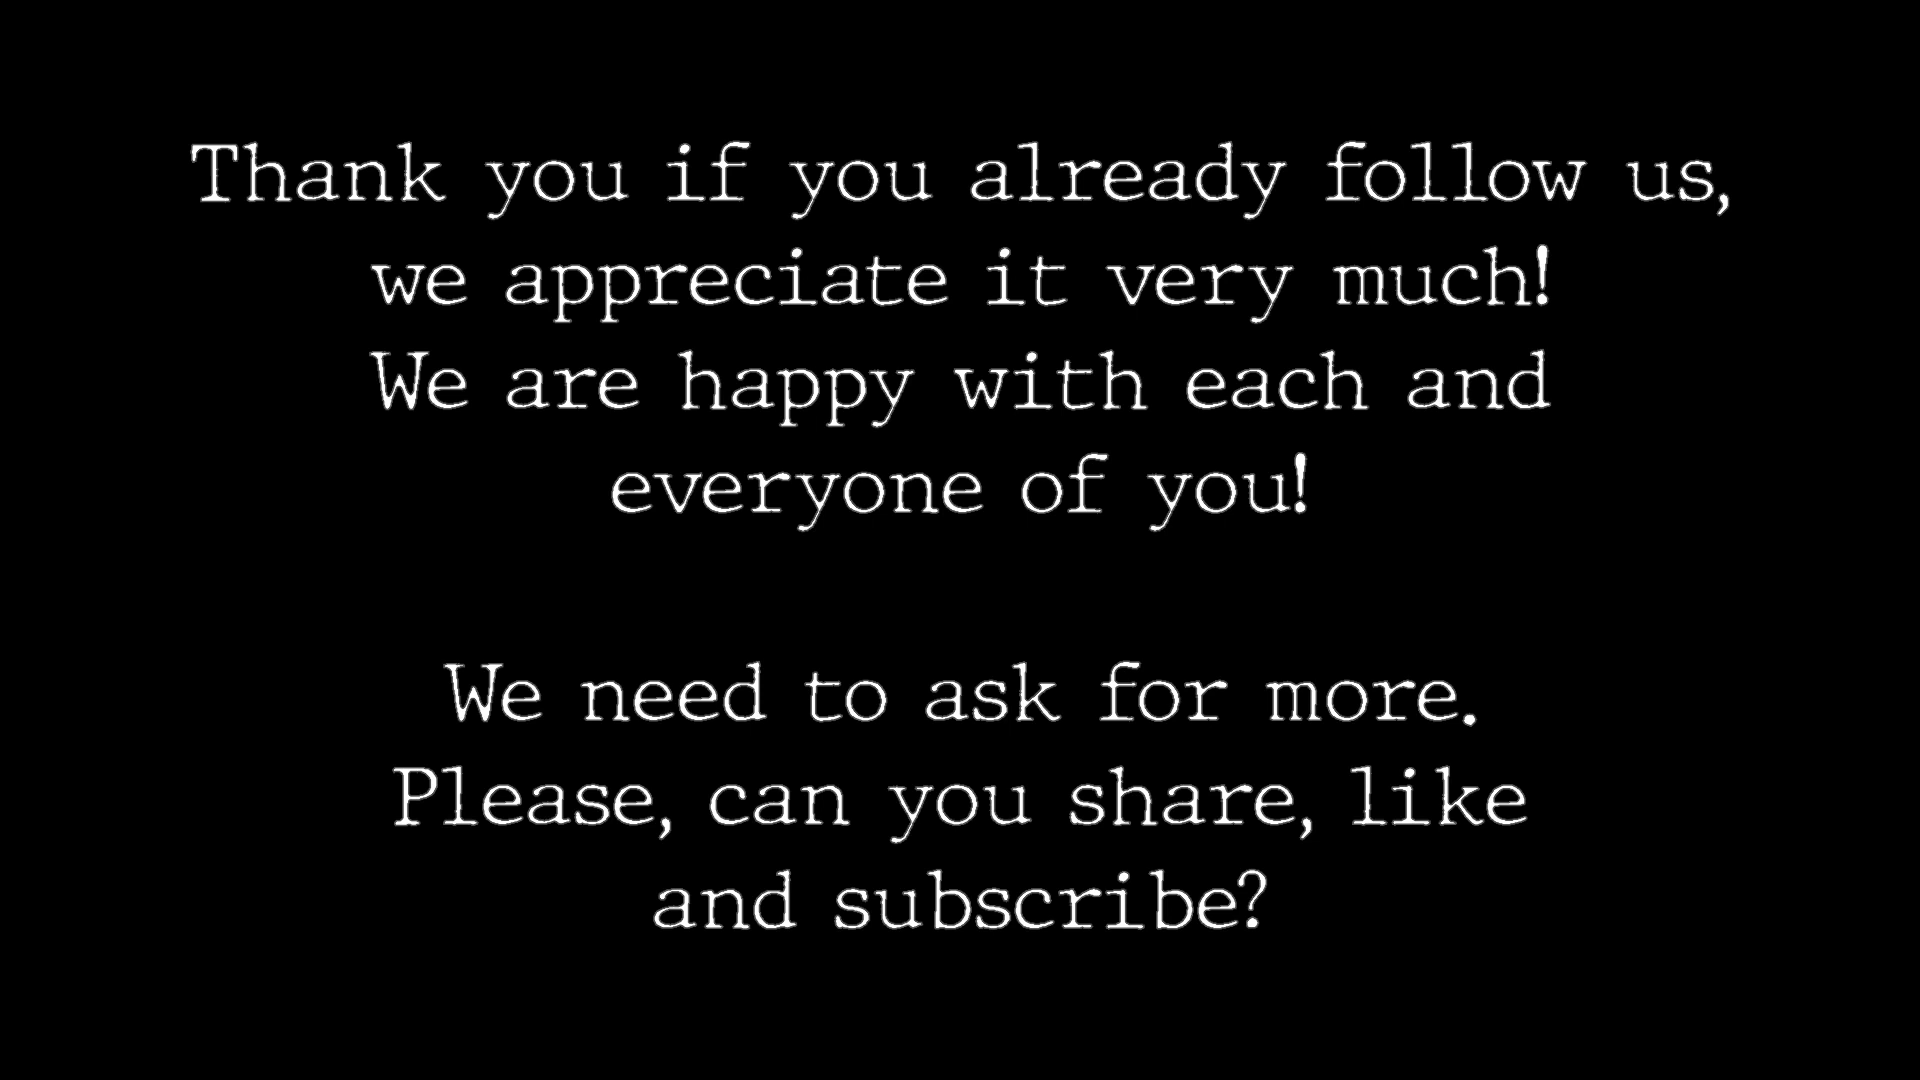 Thank you if you already follow us,
we appreciate it very much!
We are happy with each and
everyone of you!
We need to ask for more.
Please, can you share, like
and subscribe?